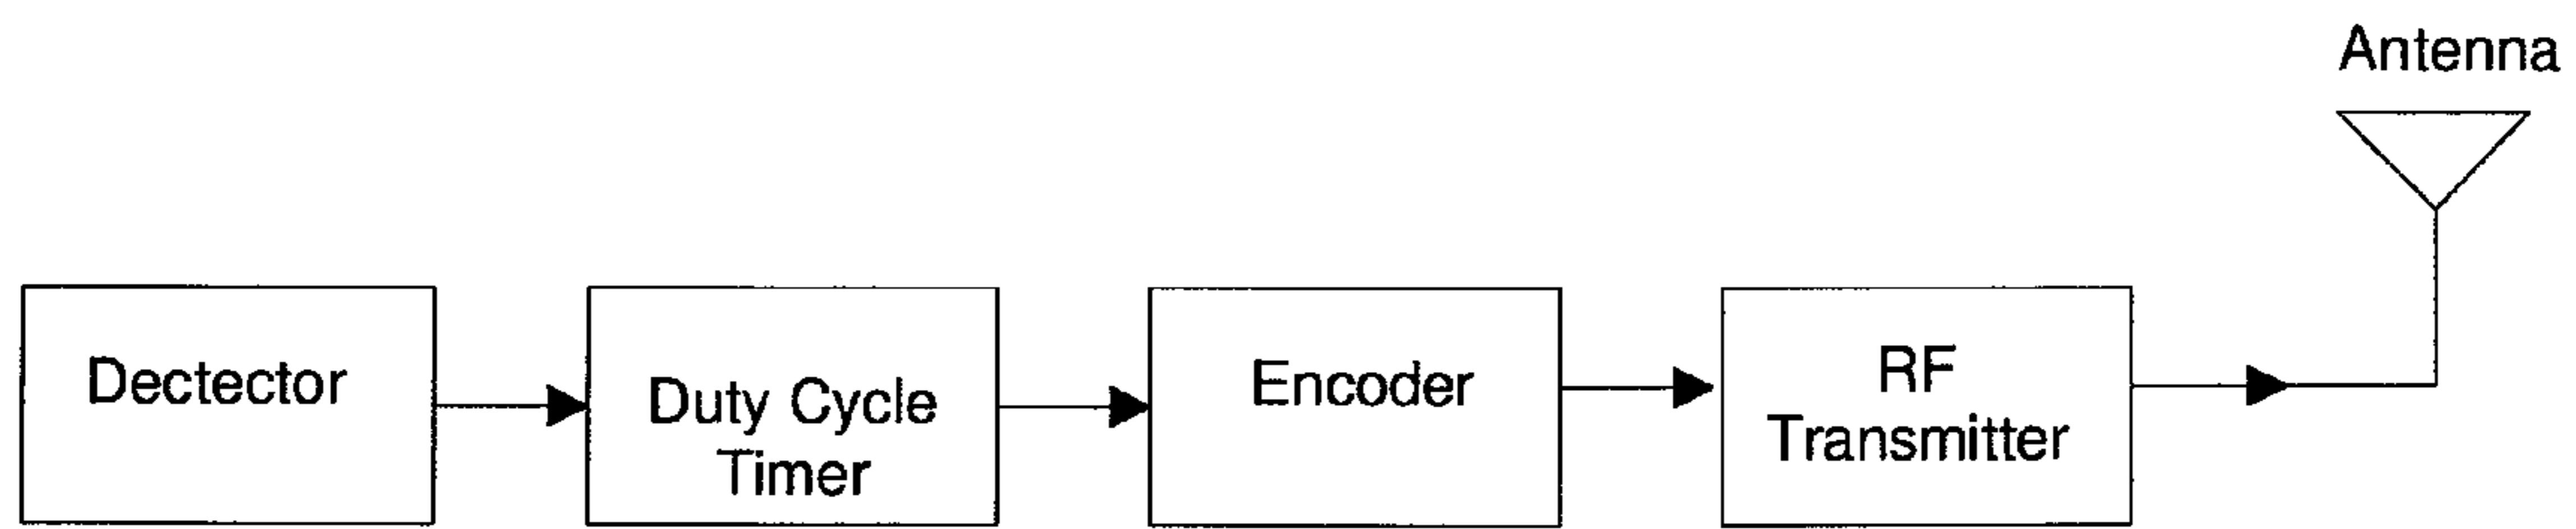 Antenna
Dectector
Duty Cycle
Timer
Encoder
RF
Transmitter